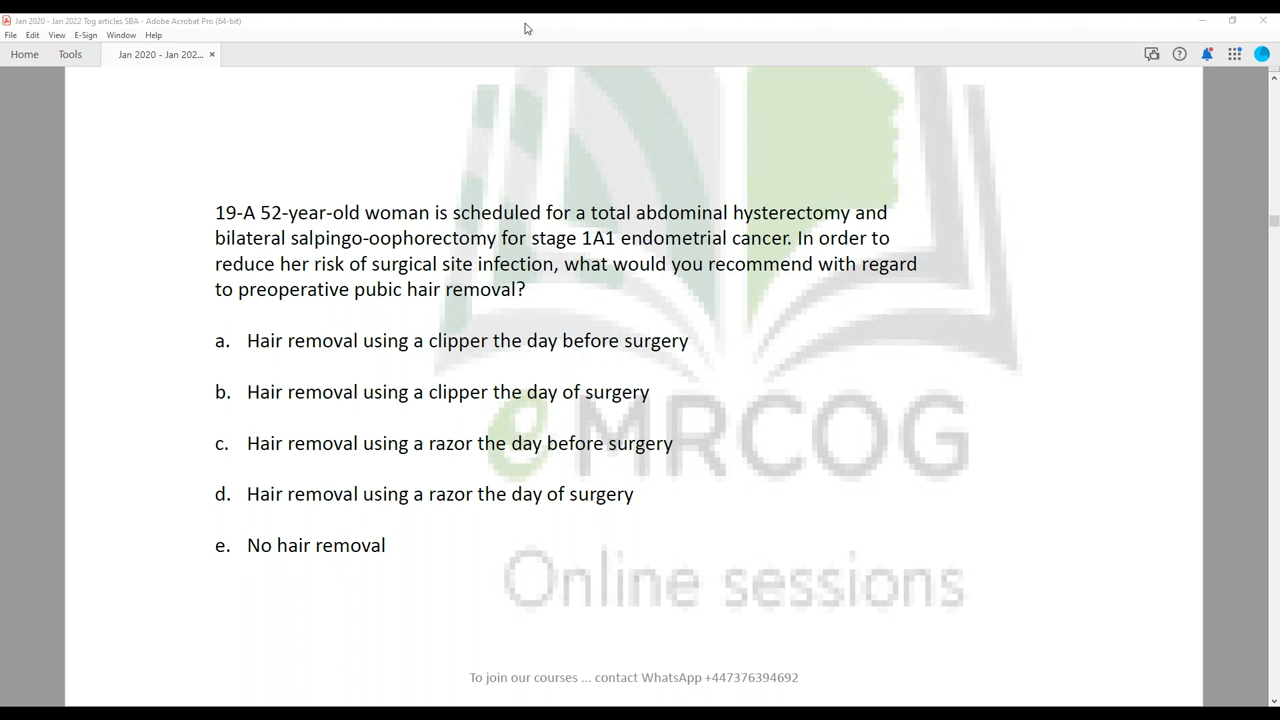 Jan 2020 - Jan 2022 Tog articles SBA - Adobe Acrobat Pro (64-bit)
File Edit View E-Sign Window Help
Home Tools Jan 2020 - Jan 202... ×
19-A 52-year-old woman is scheduled for a total abdominal hysterectomy and
bilateral salpingo-oophorectomy for stage 1A1 endometrial cancer. In order to
reduce her risk of surgical site infection, what would you recommend with regard
to preoperative pubic hair removal?
a. Hair removal using a clipper the day before surgery
b. Hair removal using a clipper the day of surgery
c. Hair removal using a razor the day before surgery
d. Hair removal using a razor the day of surgery
e. No hair removal
eMRCOG
Online sessions
To join our courses ... contact WhatsApp +447376394692